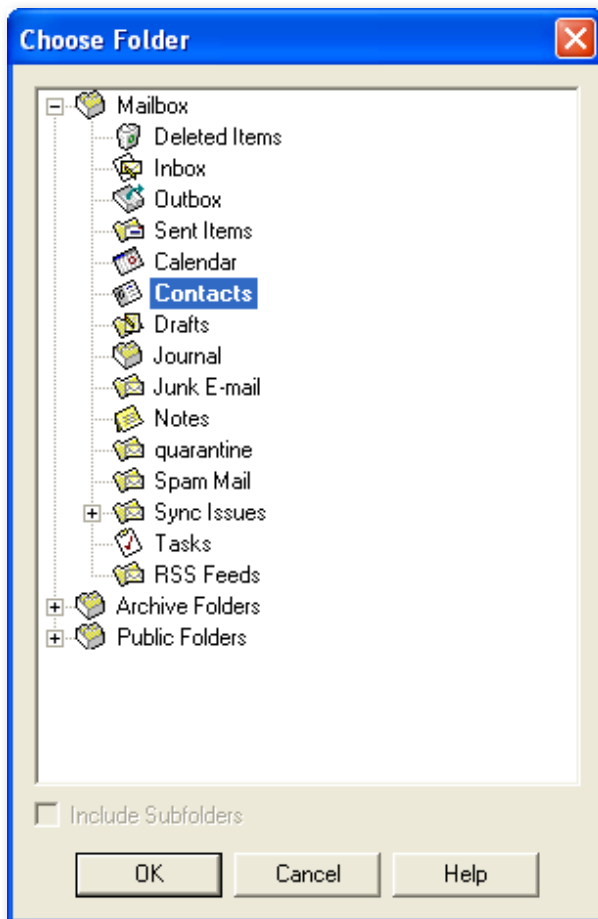 Choose Folder
Mailbox
Deleted Items
Inbox
Outbox
Sent Items
Calendar
Contacts
Drafts
Journal
Junk E-mail
Notes
quarantine
Spam Mail
Sync Issues
Tasks
RSS Feeds
Archive Folders
Public Folders
Include Subfolders
OK Cancel Help